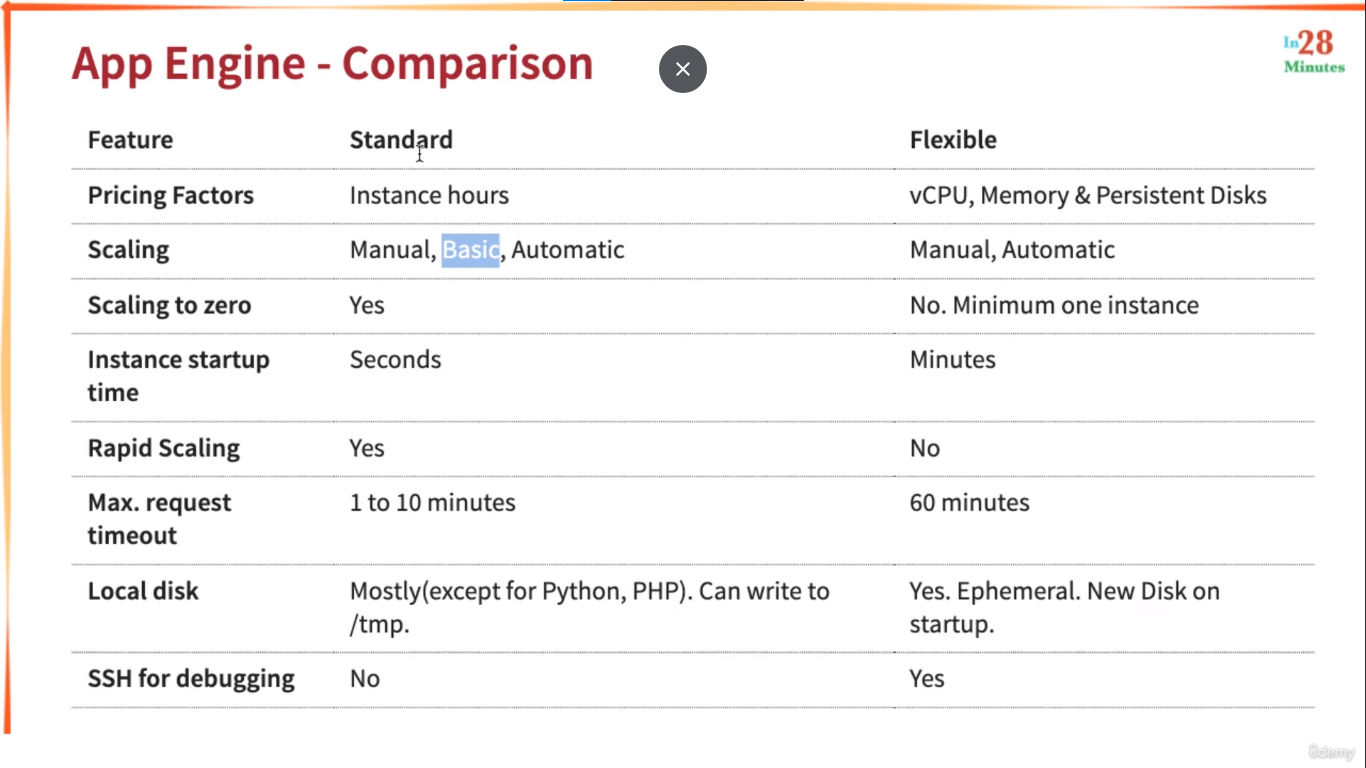 App Engine - Comparison
In28
Minutes
Feature Standard Flexible
Pricing Factors Instance hours vCPU, Memory & Persistent Disks
Scaling Manual, Basic, Automatic Manual, Automatic
Scaling to zero Yes No. Minimum one instance
Instance startup Seconds Minutes
time
Rapid Scaling Yes No
Max. request 1 to 10 minutes 60 minutes
timeout
Local disk Mostly(except for Python, PHP). Can write to Yes. Ephemeral. New Disk on
/tmp. startup.
SSH for debugging No Yes
ûdemy